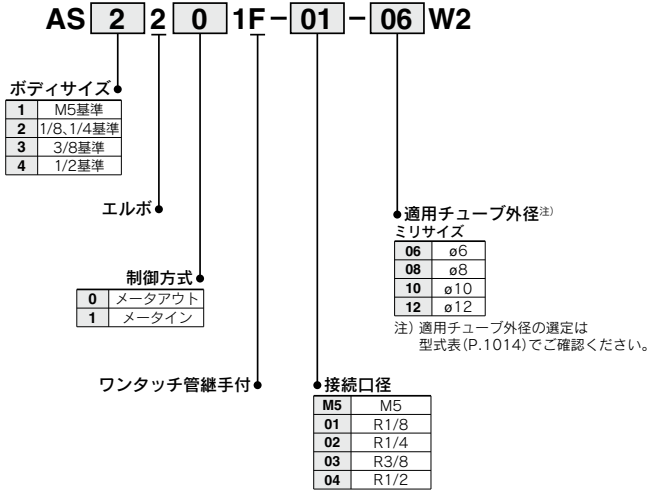 AS 2 2 0 1F-01-06 W2
ボディサイズ
1 M5基準
2 1/8、1/4基準
3 3/8基準
4 1/2基準
エルボ
制御方式
0 メータアウト
1 メータイン
ワンタッチ管継手付
適用チューブ外径注)
ミリサイズ
06 ø6
08 ø8
10 ø10
12 ø12
注) 適用チューブ外径の選定は
型式表(P.1014)でご確認ください。
接続口径
M5 M5
01 R1/8
02 R1/4
03 R3/8
04 R1/2